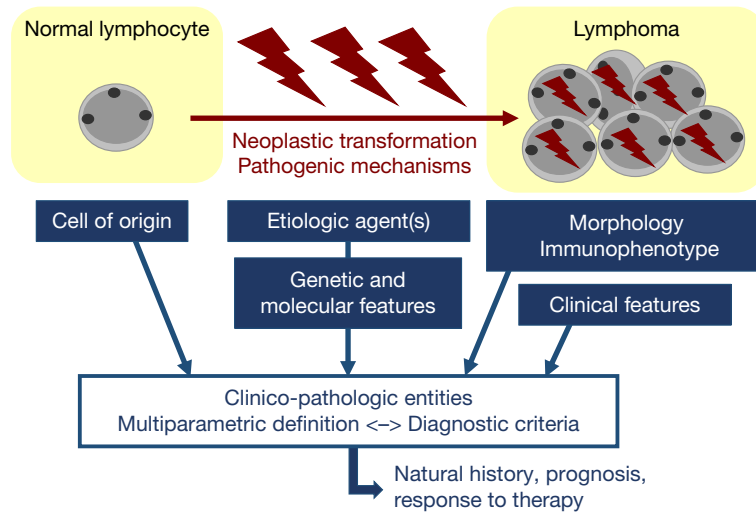 Normal lymphocyte
Lymphoma
Neoplastic transformation
Pathogenic mechanisms
Cell of origin
Etiologic agent(s)
Morphology
Immunophenotype
Genetic and
molecular features
Clinical features
Clinico-pathologic entities
Multiparametric definition <–> Diagnostic criteria
Natural history, prognosis,
response to therapy